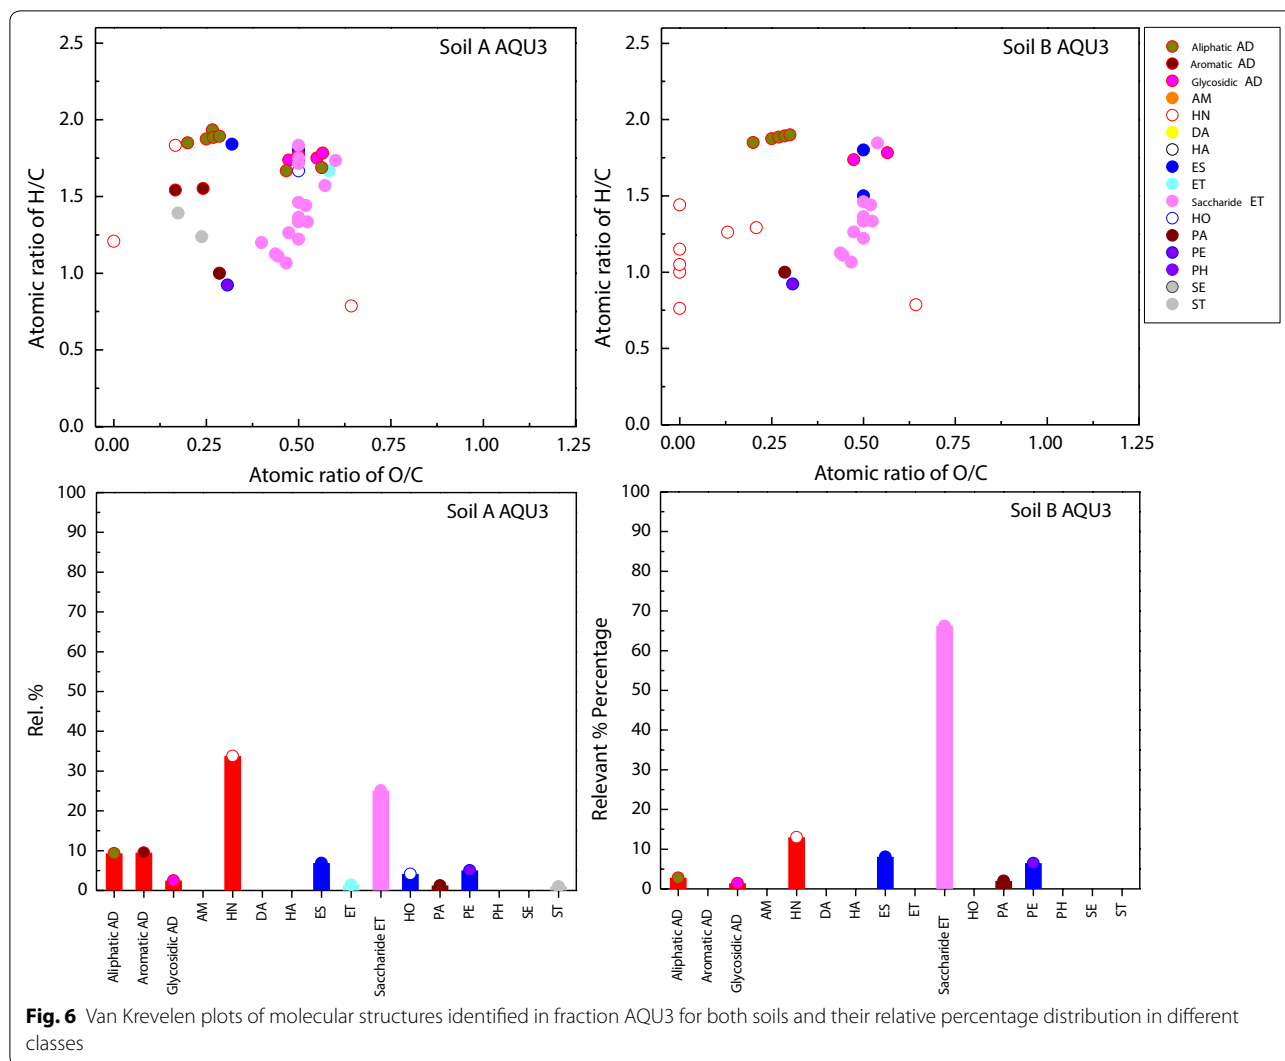 Soil A AQU3
2.5
2.0
1.5
1.0
0.5
0.0
Atomic ratio of H/C
0.00 0.25 0.50 0.75 1.00 1.25
Atomic ratio of O/C
Soil B AQU3
2.5
2.0
1.5
1.0
0.5
0.0
Atomic ratio of H/C
0.00 0.25 0.50 0.75 1.00 1.25
Atomic ratio of O/C
Aliphatic AD
Aromatic AD
Glycosidic AD
AM
HN
DA
HA
ES
ET
Saccharide ET
HO
PA
PE
PH
SE
ST
Soil A AQU3
100
90
80
70
60
50
40
30
20
10
0
Rel. %
Aliphatic AD
Aromatic AD
Glycosidic AD
AM
HN
DA
HA
ES
ET
Saccharide ET
HO
PA
PE
PH
SE
ST
Soil B AQU3
100
90
80
70
60
50
40
30
20
10
0
Relevant % Percentage
Aliphatic AD
Aromatic AD
Glycosidic AD
AM
HN
DA
HA
ES
ET
Saccharide ET
HO
PA
PE
PH
SE
ST
Fig. 6 Van Krevelen plots of molecular structures identified in fraction AQU3 for both soils and their relative percentage distribution in different
classes